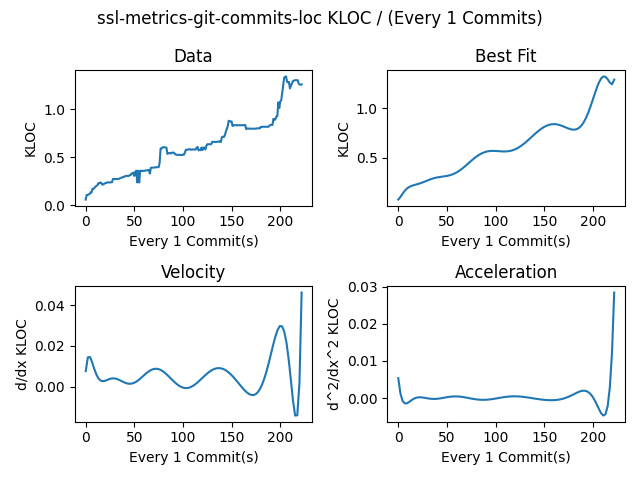 ssl-metrics-git-commits-loc KLOC / (Every 1 Commits)
Data
KLOC
1.0
0.5
0.0
0 50 100 150 200
Every 1 Commit(s)
Best Fit
KLOC
1.0
0.5
0 50 100 150 200
Every 1 Commit(s)
Velocity
d/dx KLOC
0.04
0.02
0.00
0 50 100 150 200
Every 1 Commit(s)
Acceleration
d^2/dx^2 KLOC
0.03
0.02
0.01
0.00
0 50 100 150 200
Every 1 Commit(s)